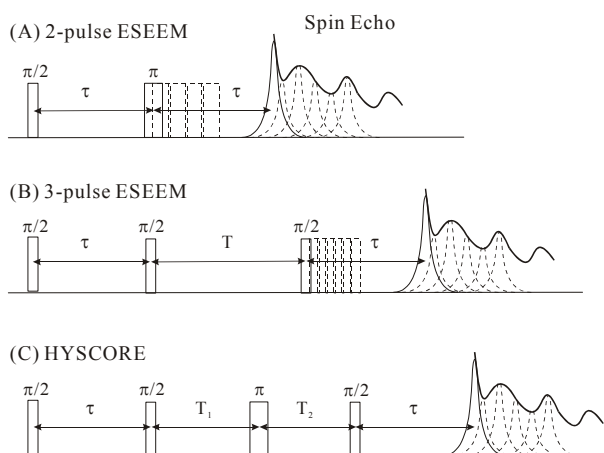 (A) 2-pulse ESEEM
Spin Echo
π/2
π
τ
τ
(B) 3-pulse ESEEM
π/2
π/2
π/2
τ
T
τ
(C) HYSCORE
π/2
π/2
π
π/2
τ
T₁
T₂
τ